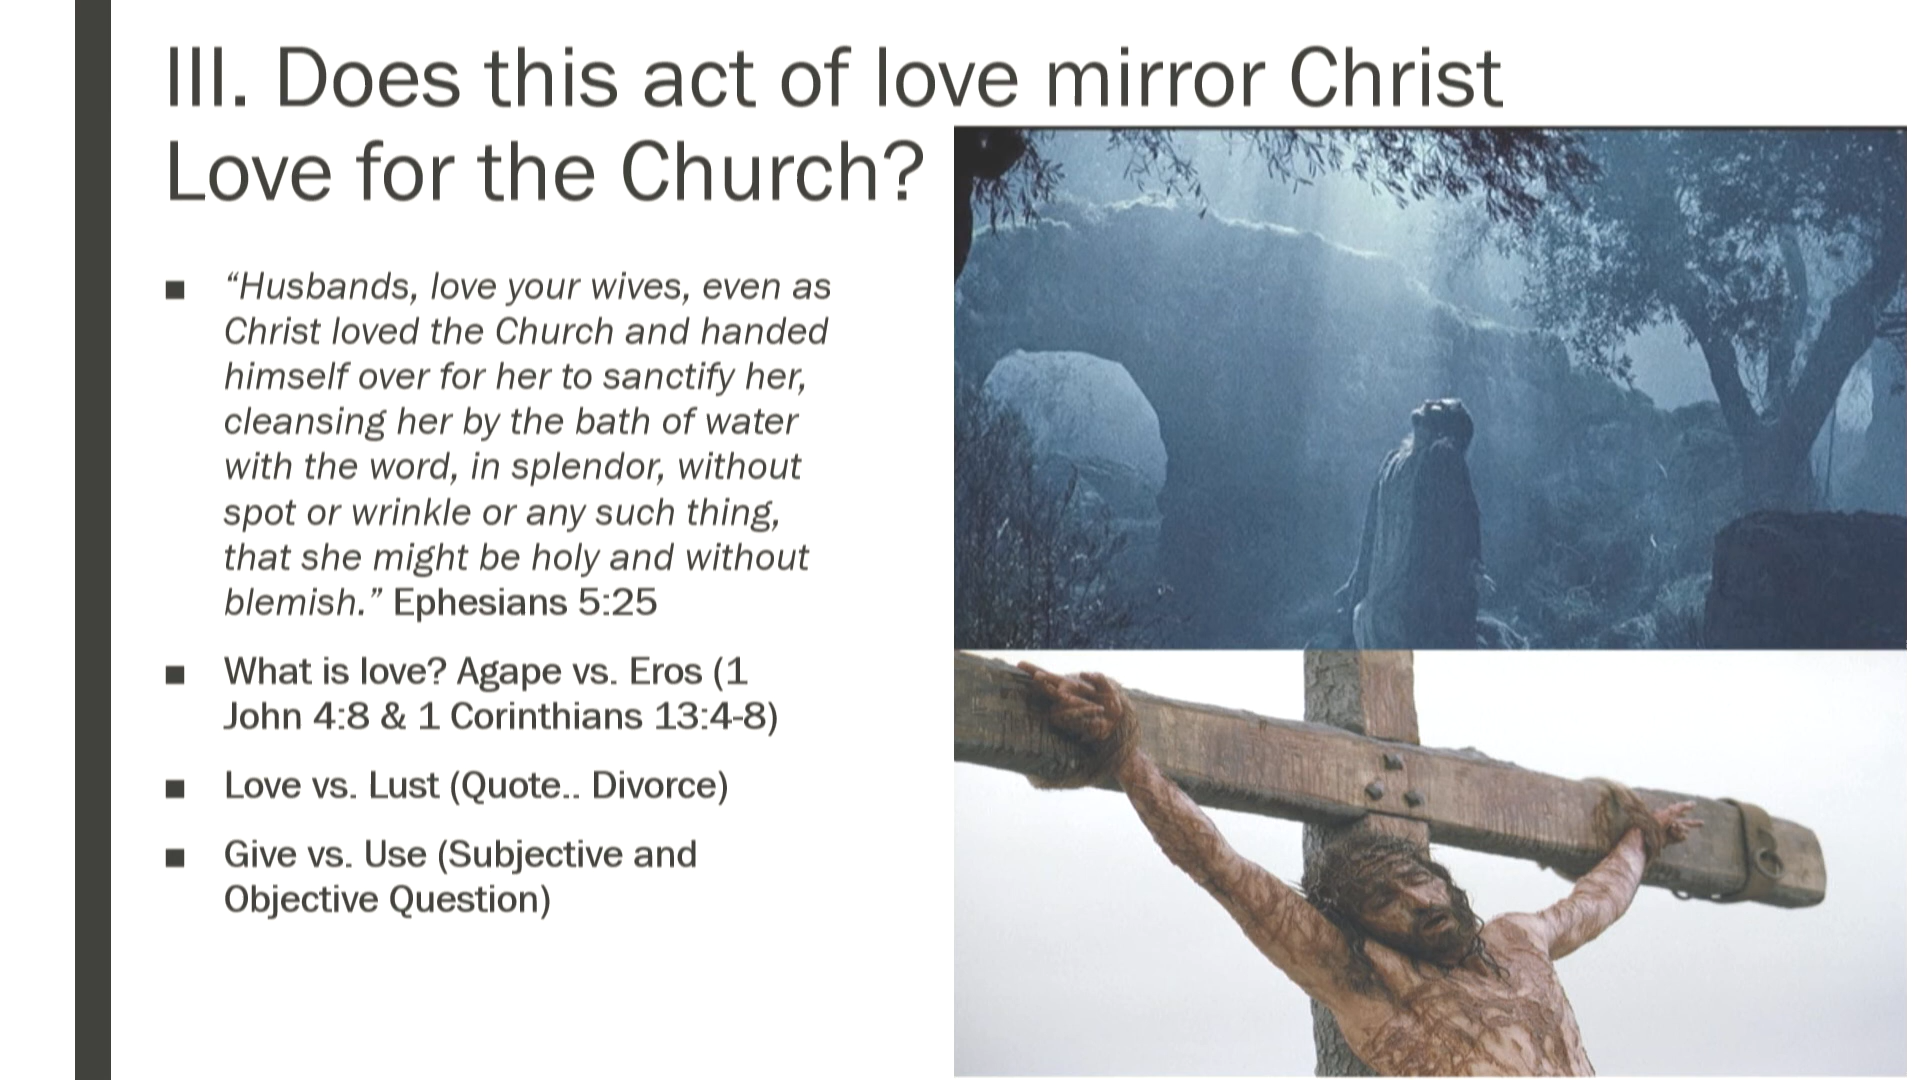 III. Does this act of love mirror Christ
Love for the Church?
■ “Husbands, love your wives, even as
Christ loved the Church and handed
himself over for her to sanctify her,
cleansing her by the bath of water
with the word, in splendor, without
spot or wrinkle or any such thing,
that she might be holy and without
blemish.” Ephesians 5:25
■ What is love? Agape vs. Eros (1
John 4:8 & 1 Corinthians 13:4-8)
■ Love vs. Lust (Quote.. Divorce)
■ Give vs. Use (Subjective and
Objective Question)